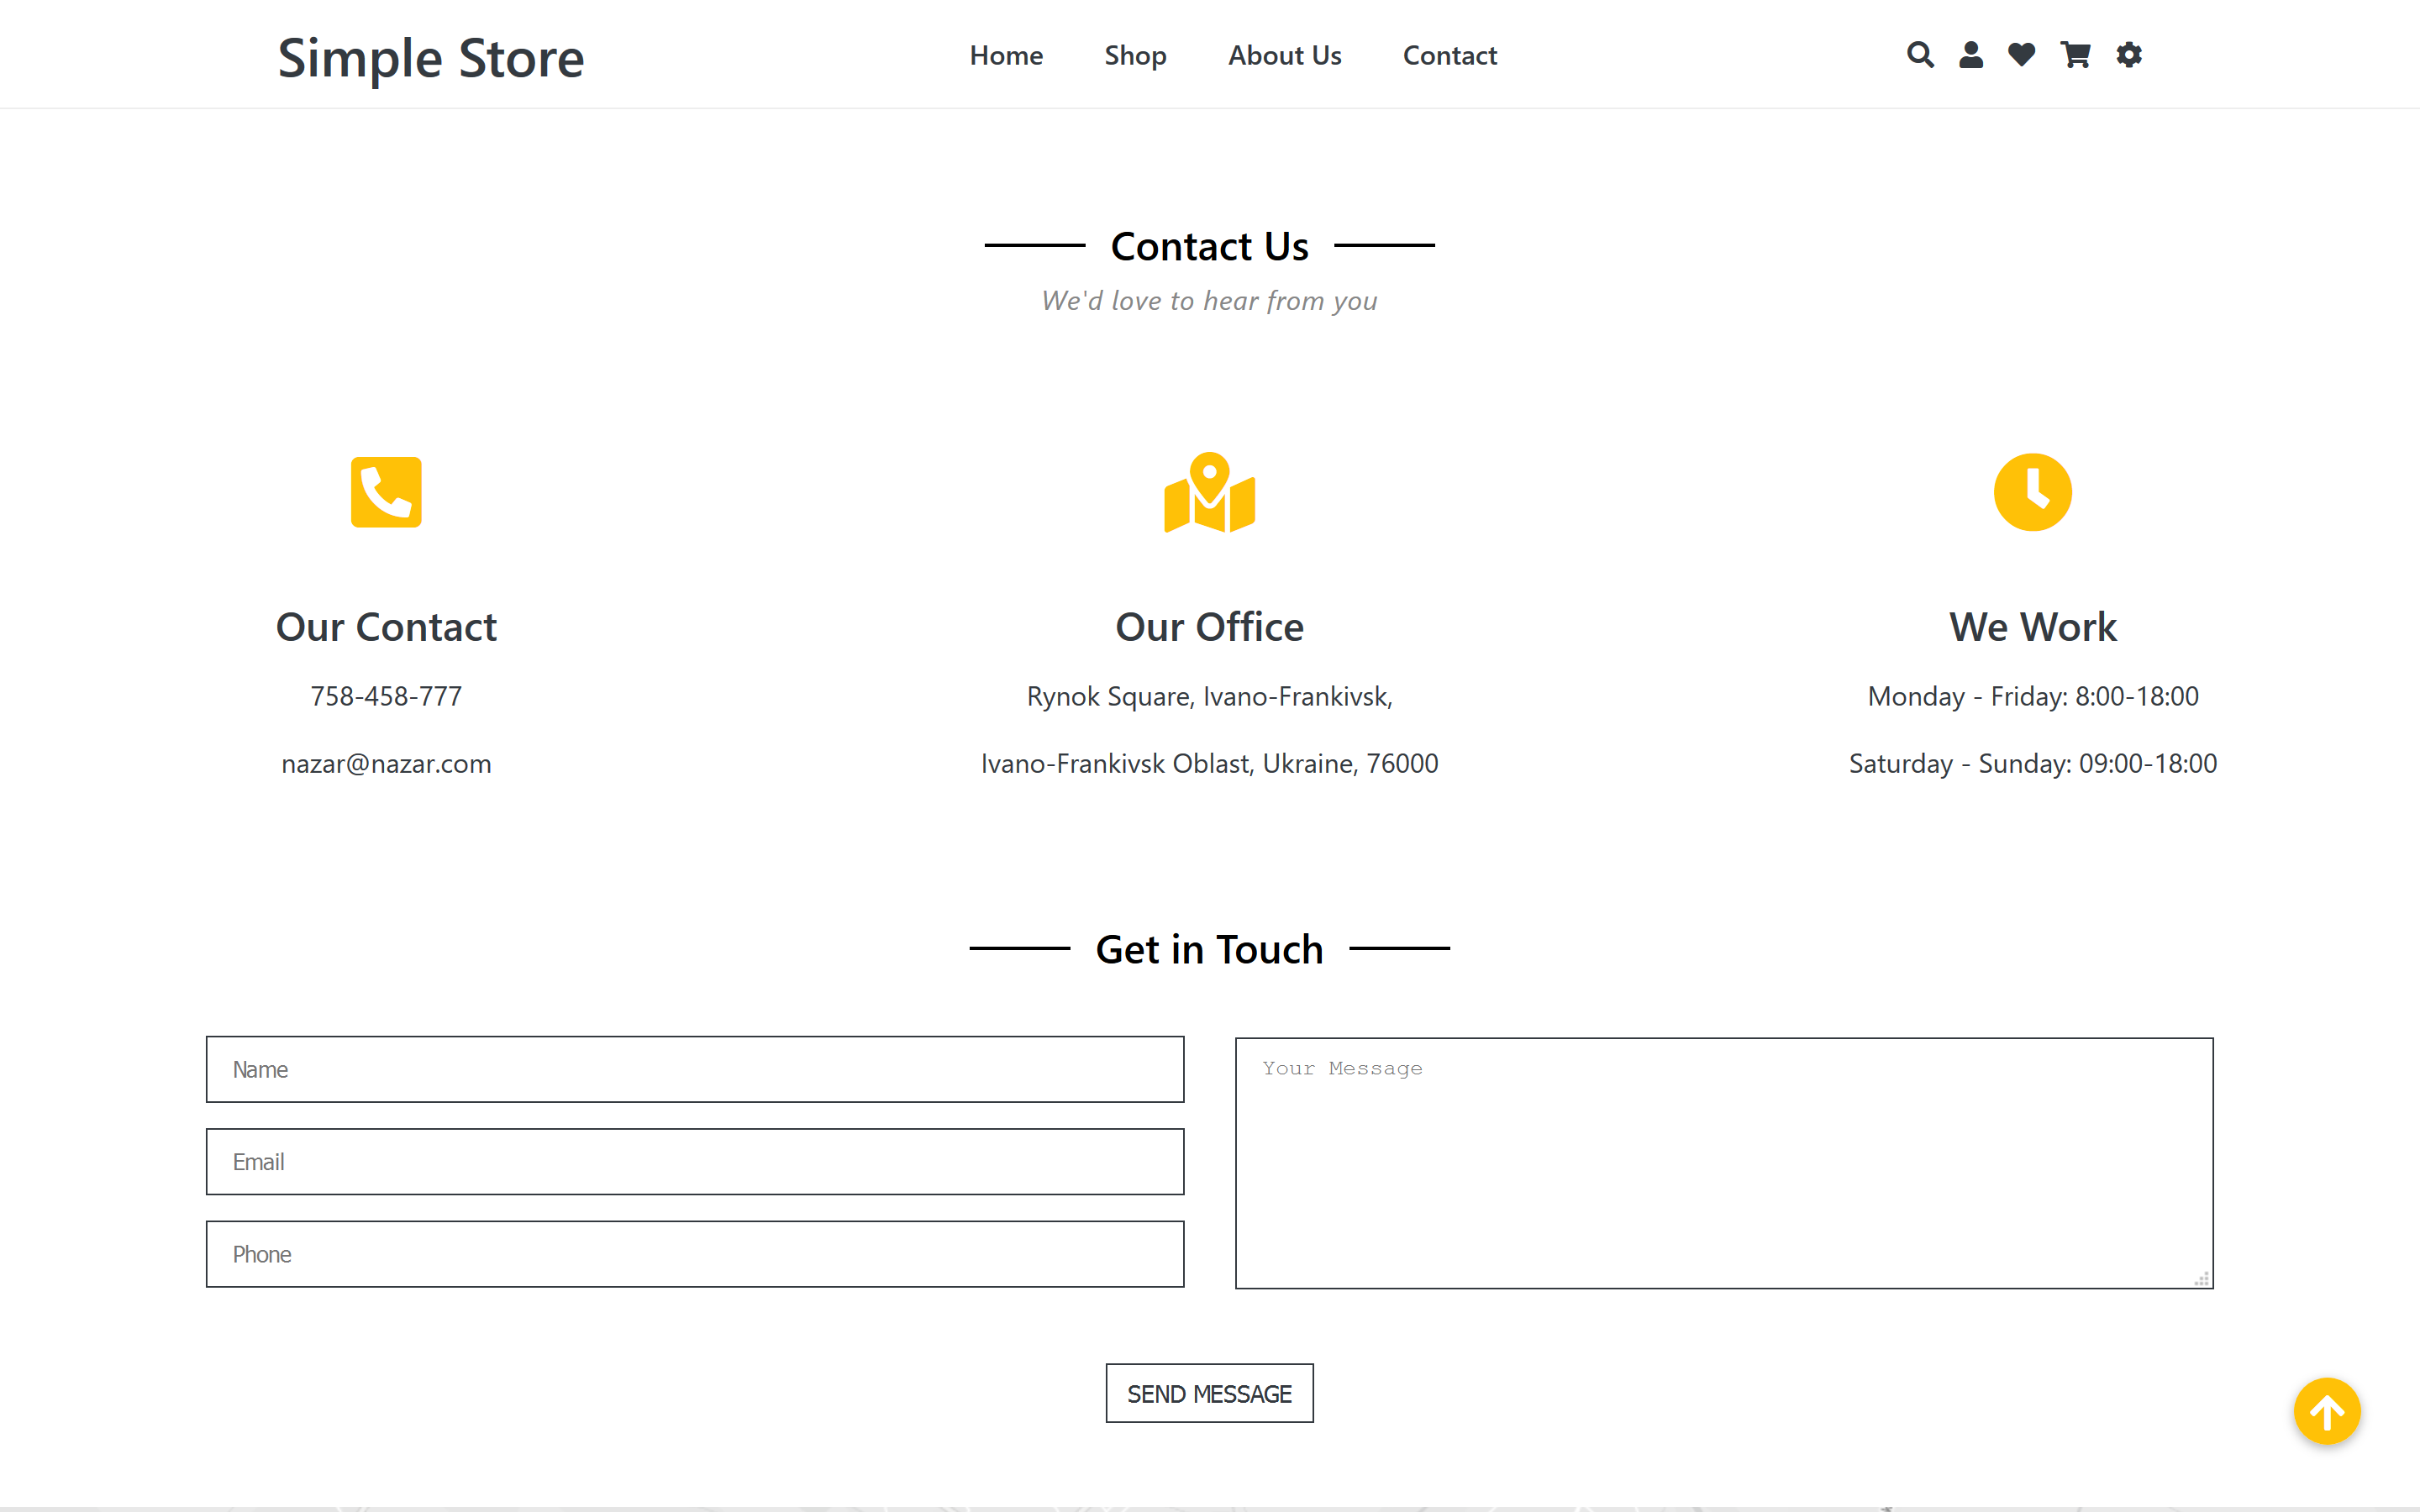 Simple Store
Home
Shop
About Us
Contact
Contact Us
We'd love to hear from you
Our Contact
758-458-777
nazar@nazar.com
Our Office
Rynok Square, Ivano-Frankivsk,
Ivano-Frankivsk Oblast, Ukraine, 76000
We Work
Monday - Friday: 8:00-18:00
Saturday - Sunday: 09:00-18:00
Get in Touch
Name
Email
Phone
Your Message
SEND MESSAGE